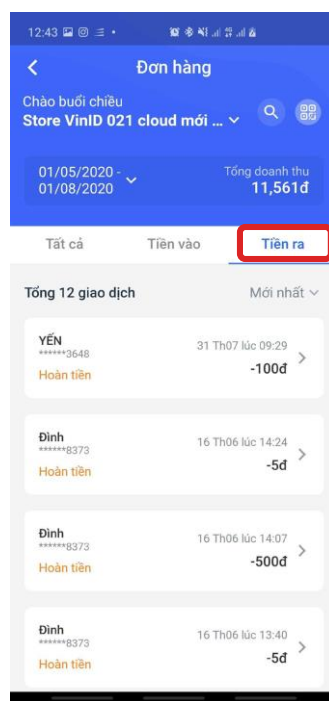 12:43
Đơn hàng
Chào buổi chiều
Store VinID 021 cloud mới ...
01/05/2020 -
01/08/2020
Tổng doanh thu
11,561đ
Tất cả Tiền vào Tiền ra
Tổng 12 giao dịch Mới nhất
YẾN
******3648
Hoàn tiền
31 Th07 lúc 09:29
-100đ
Đình
******8373
Hoàn tiền
16 Th06 lúc 14:24
-5đ
Đình
******8373
Hoàn tiền
16 Th06 lúc 14:07
-500đ
Đình
******8373
Hoàn tiền
16 Th06 lúc 13:40
-5đ